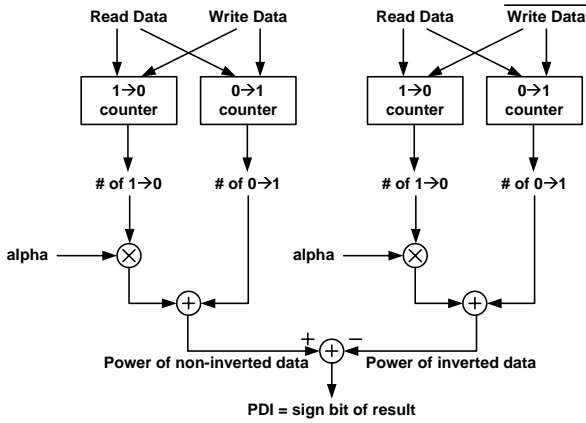 Read Data Write Data Read Data Write Data
1→0 counter 0→1 counter 1→0 counter 0→1 counter
# of 1→0 # of 0→1 # of 1→0 # of 0→1
alpha × alpha ×
+ +
+ + −
Power of non-inverted data Power of inverted data
PDI = sign bit of result